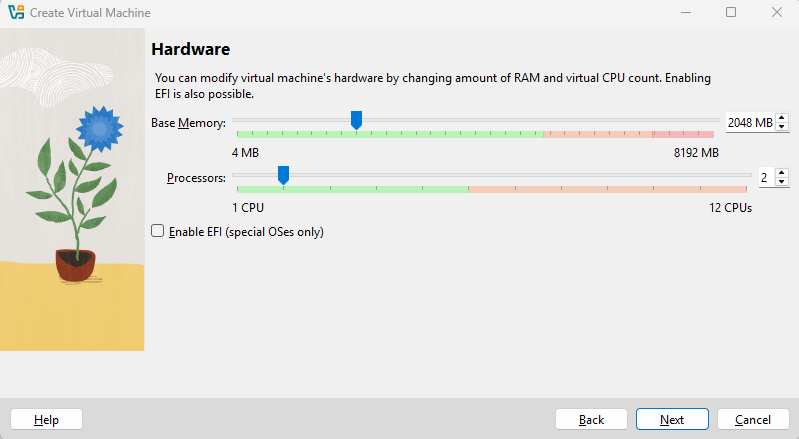 Create Virtual Machine
Hardware
You can modify virtual machine's hardware by changing amount of RAM and virtual CPU count. Enabling
EFI is also possible.
Base Memory:
2048 MB
4 MB
8192 MB
Processors:
2
1 CPU
12 CPUs
Enable EFI (special OSes only)
Help
Back
Next
Cancel